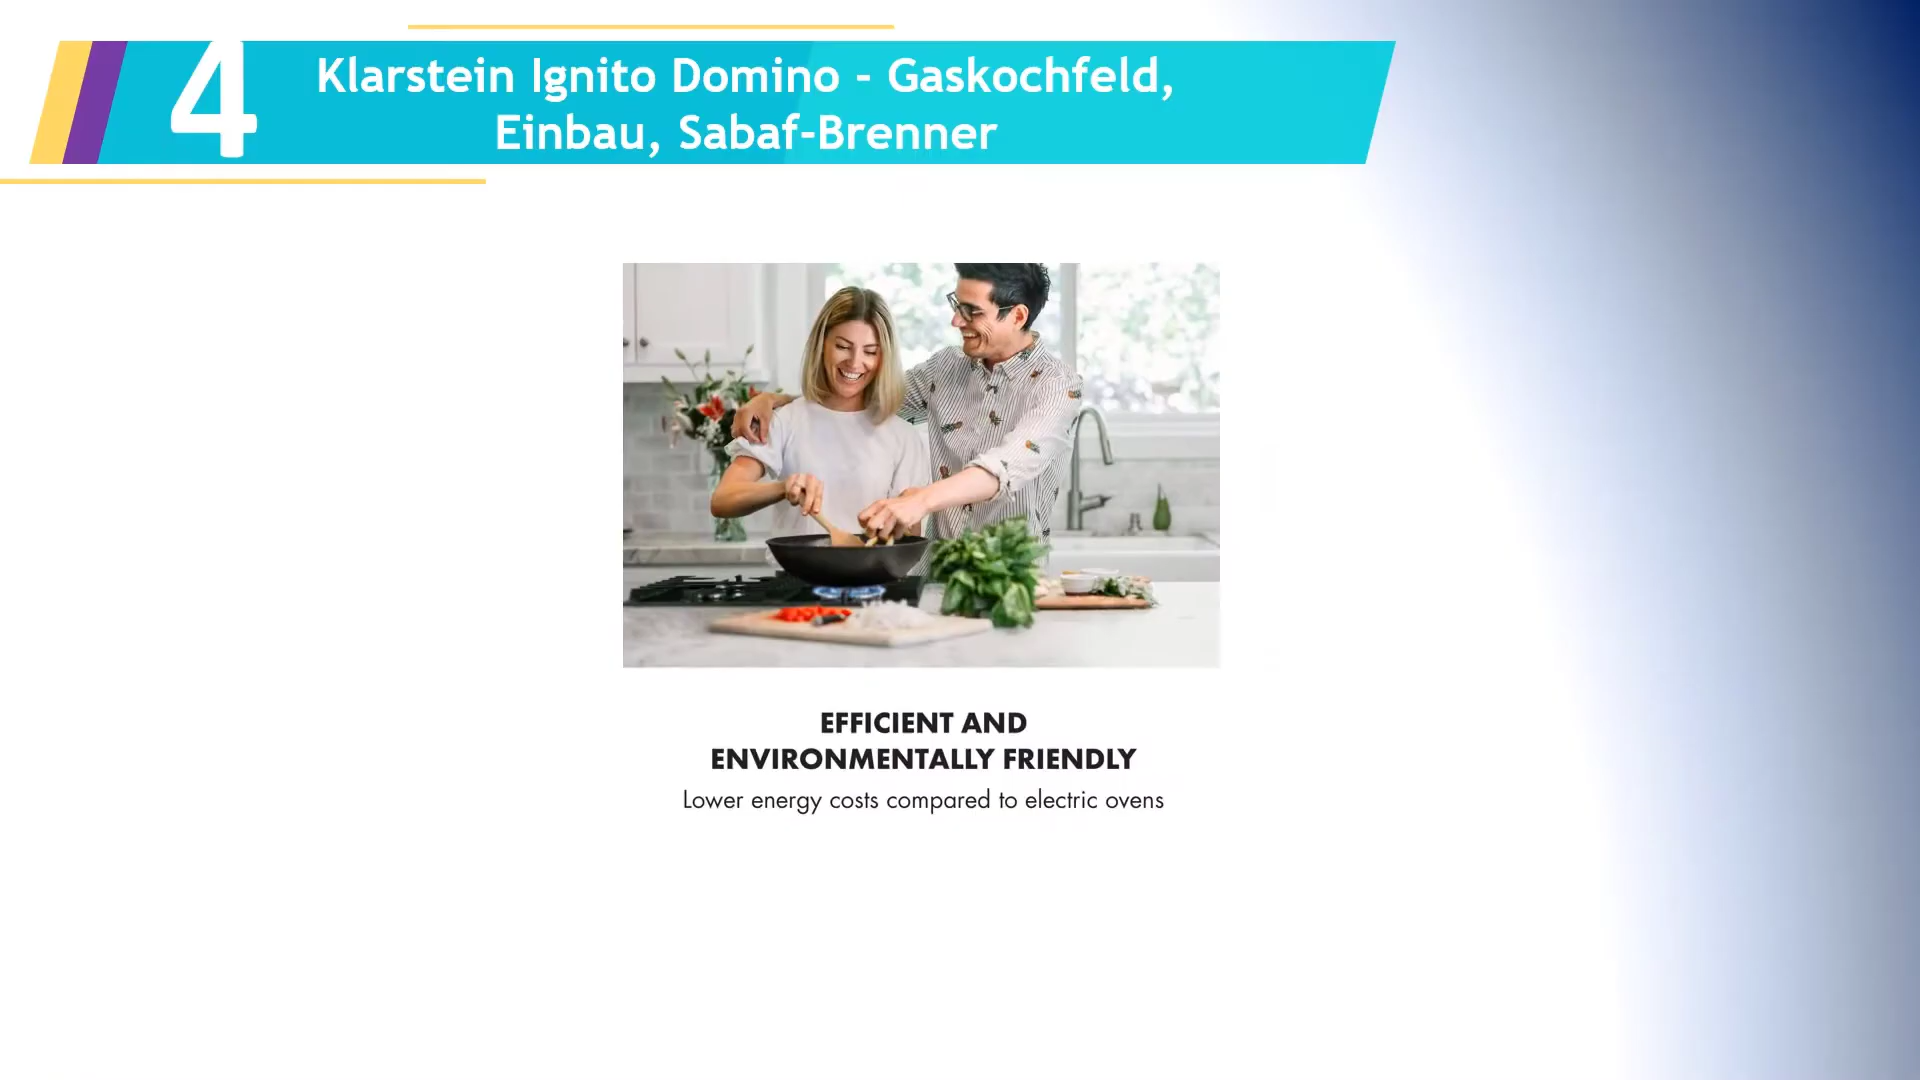 4
Klarstein Ignito Domino - Gaskochfeld,
Einbau, Sabaf-Brenner
EFFICIENT AND
ENVIRONMENTALLY FRIENDLY
Lower energy costs compared to electric ovens